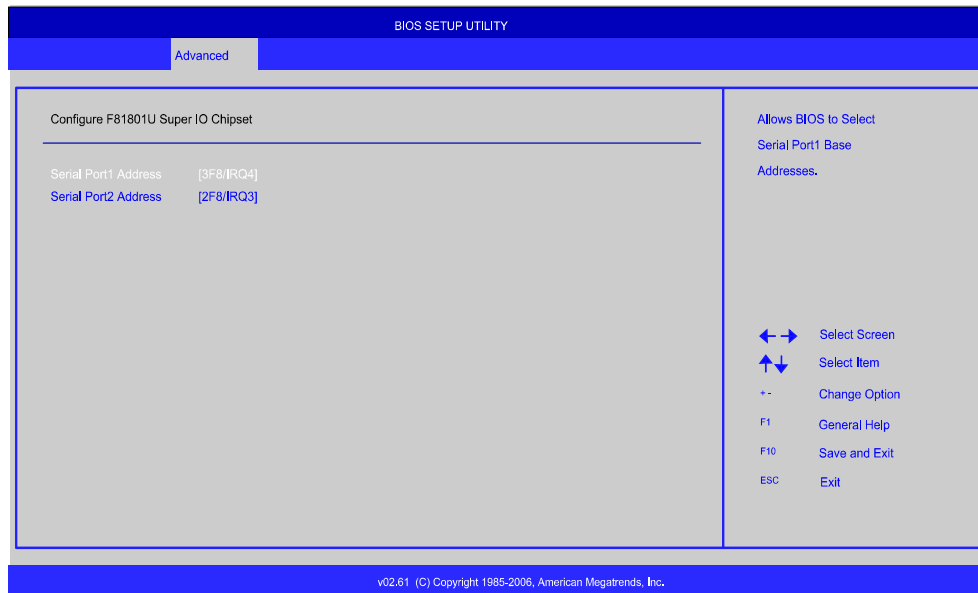 BIOS SETUP UTILITY
Advanced
Configure F81801U Super IO Chipset
Serial Port1 Address [3F8/IRQ4]
Serial Port2 Address [2F8/IRQ3]
Allows BIOS to Select
Serial Port1 Base
Addresses.
Select Screen
Select Item
+ - Change Option
F1 General Help
F10 Save and Exit
ESC Exit
v02.61 (C) Copyright 1985-2006, American Megatrends, Inc.